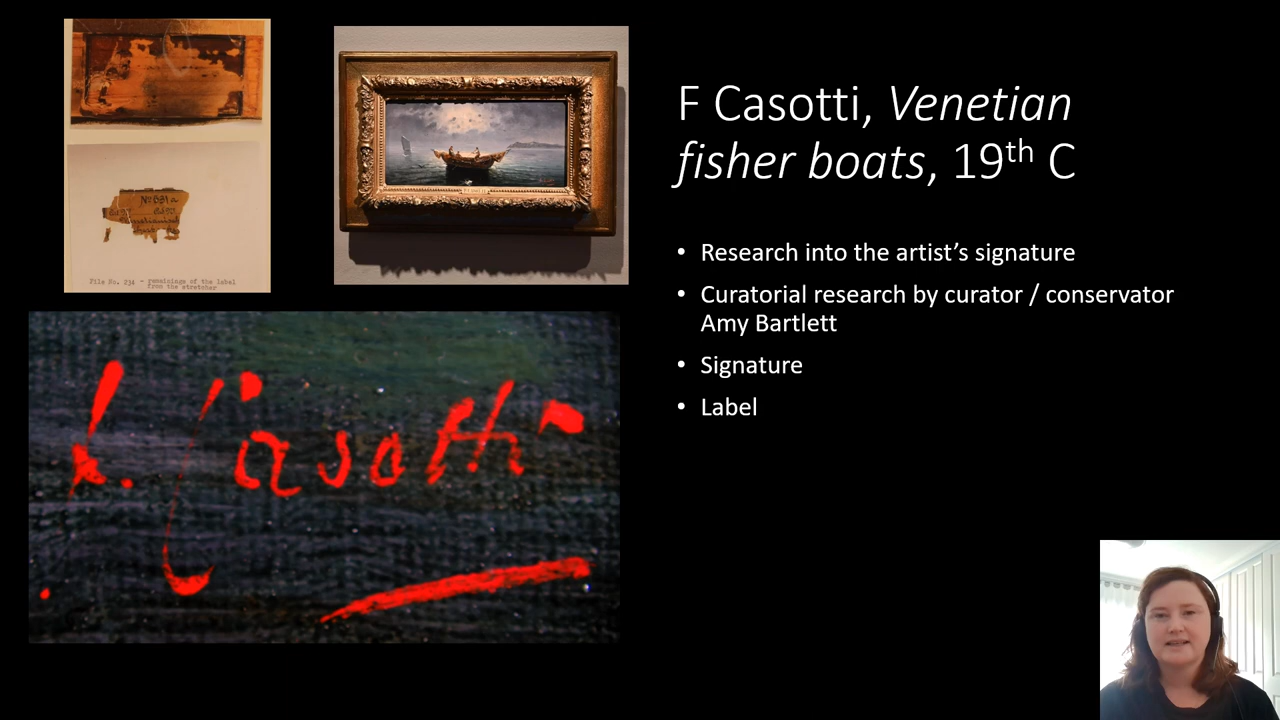 F Casotti, Venetian
fisher boats, 19th C
• Research into the artist’s signature
• Curatorial research by curator / conservator
Amy Bartlett
• Signature
• Label
File No. 234 - remainings of the label
from the stretcher
F. Casotti